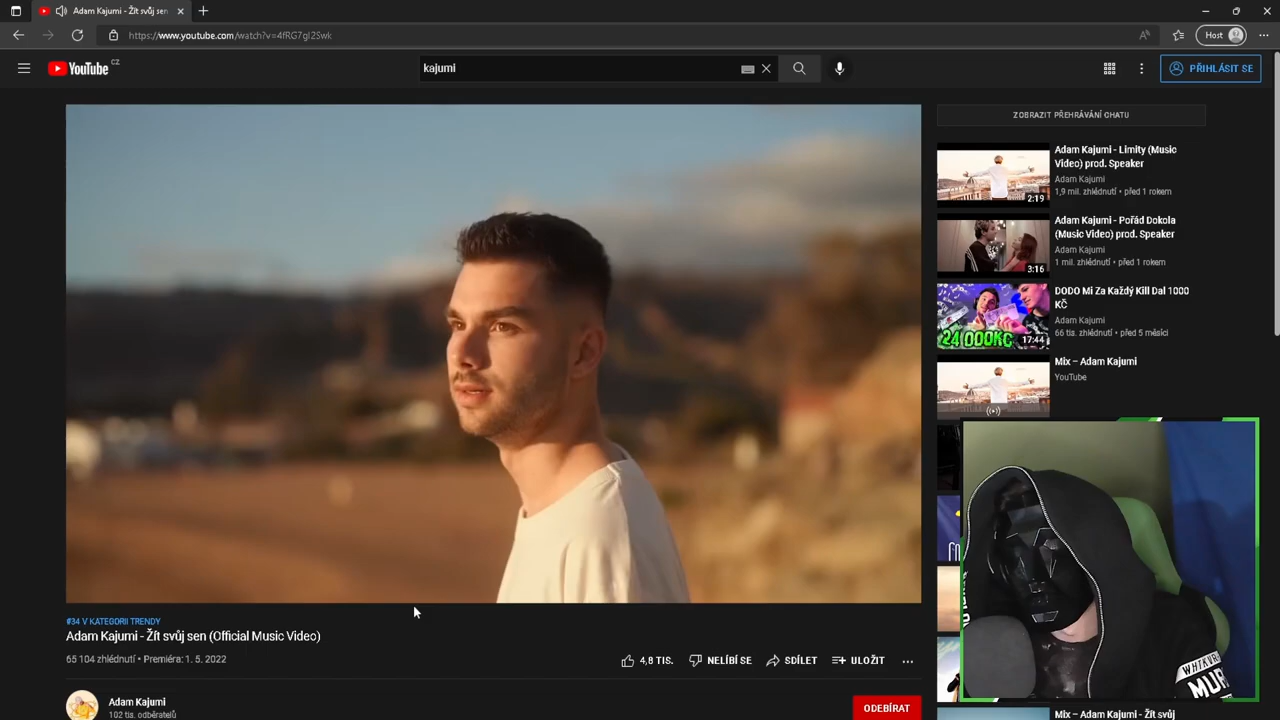 Adam Kajumi - Žít svůj sen
https://www.youtube.com/watch?v=4fRG7gI2Swk
Host
YouTube CZ
kajumi
PŘIHLÁSIT SE
ZOBRAZIT PŘEHRÁVÁNÍ CHATU
Adam Kajumi - Limity (Music
Video) prod. Speaker
Adam Kajumi
1,9 mil. zhlédnutí • před 1 rokem
2:19
Adam Kajumi - Pořád Dokola
(Music Video) prod. Speaker
Adam Kajumi
1 mil. zhlédnutí • před 1 rokem
3:16
DODO Mi Za Každý Kill Dal 1000
KČ
Adam Kajumi
66 tis. zhlédnutí • před 5 měsíci
24 000KC
17:44
Mix – Adam Kajumi
YouTube
#34 V KATEGORII TRENDY
Adam Kajumi - Žít svůj sen (Official Music Video)
65 104 zhlédnutí • Premiéra: 1. 5. 2022
4,8 TIS.
NELÍBÍ SE
SDÍLET
ULOŽIT
Adam Kajumi
102 tis. odběratelů
ODEBÍRAT
Mix – Adam Kajumi - Žít svůj